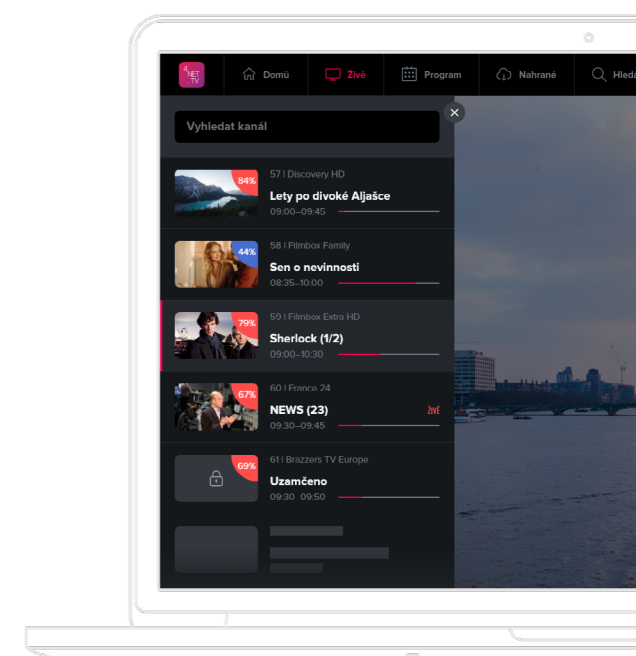 4
NET
TV
Domů
Živě
Program
Nahrané
Hleda
Vyhledat kanál
84%
57 | Discovery HD
Lety po divoké Aljašce
09:00–09:45
44%
58 | Filmbox Family
Sen o nevinnosti
08:35–10:00
79%
59 | Filmbox Extra HD
Sherlock (1/2)
09:00–10:30
67%
60 | France 24
NEWS (23)
ŽIVĚ
09:30–09:45
69%
61 | Brazzers TV Europe
Uzamčeno
09:30 09:50